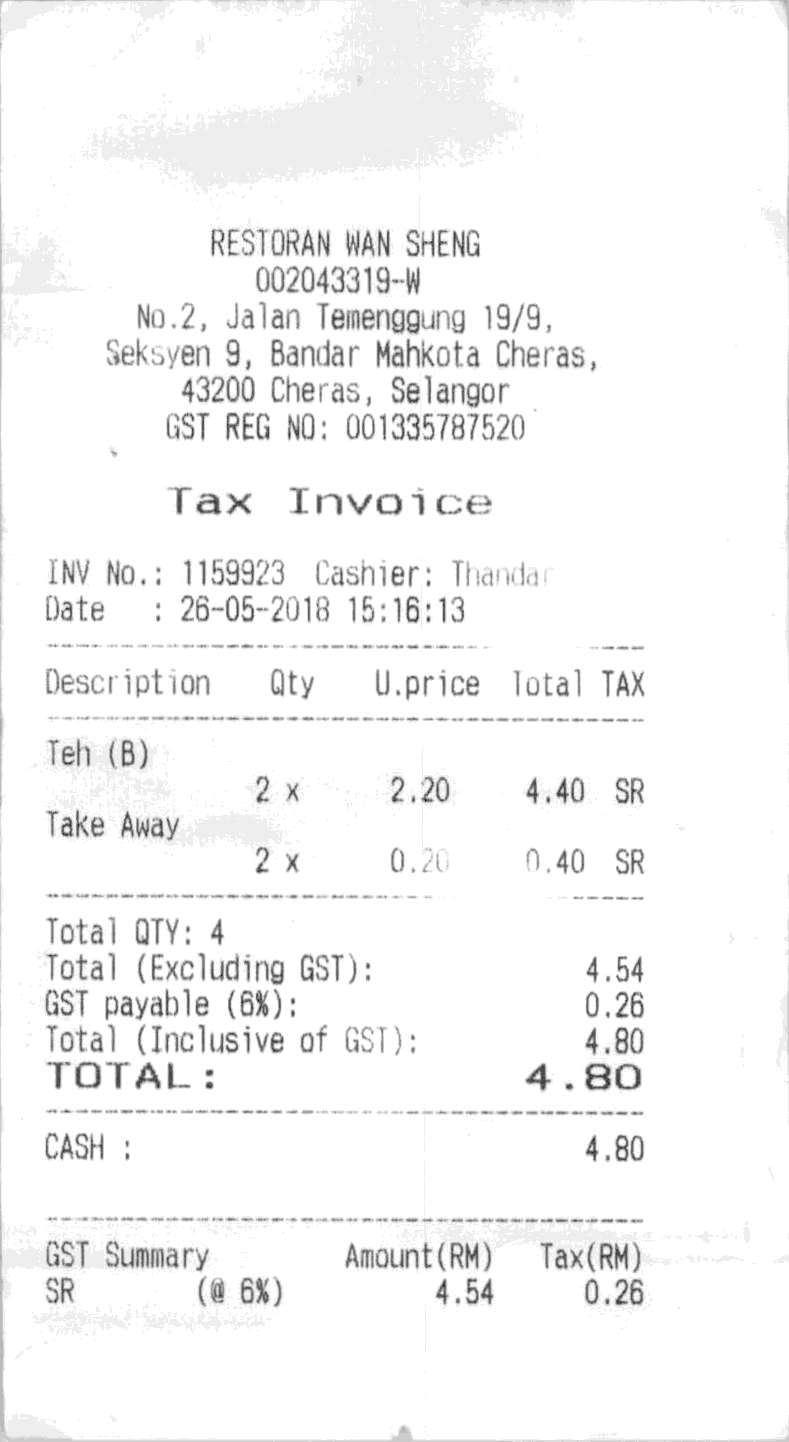 RESTORAN WAN SHENG
002043319-W
No.2, Jalan Temenggung 19/9,
Seksyen 9, Bandar Mahkota Cheras,
43200 Cheras, Selangor
GST REG NO: 001335787520
Tax Invoice
INV No.: 1159923 Cashier: Thandar
Date : 26-05-2018 15:16:13
Description Qty U.price Total TAX
Teh (B)
2 x 2.20 4.40 SR
Take Away
2 x 0.20 0.40 SR
Total QTY: 4
Total (Excluding GST): 4.54
GST payable (6%): 0.26
Total (Inclusive of GST): 4.80
TOTAL: 4.80
CASH : 4.80
GST Summary Amount(RM) Tax(RM)
SR (@ 6%) 4.54 0.26